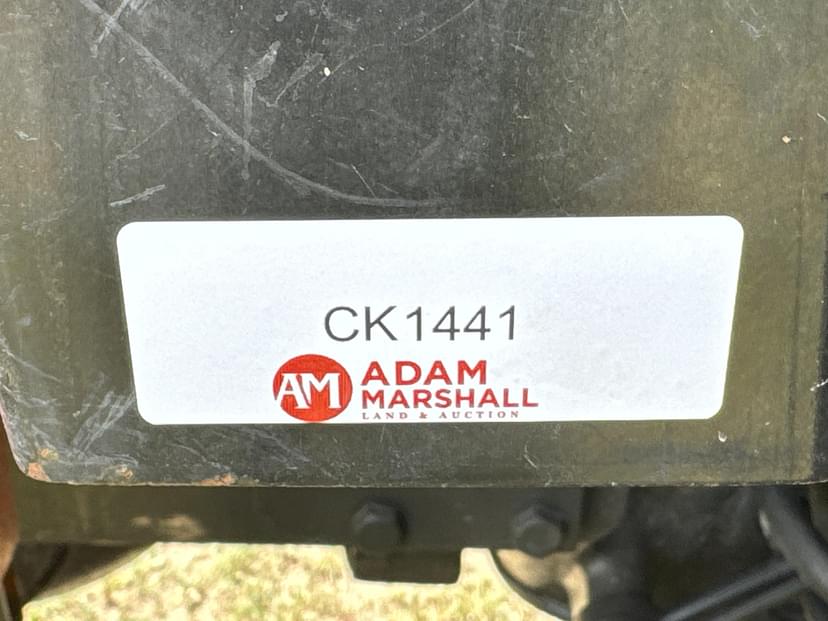 CK1441
AM
ADAM
MARSHALL
LAND & AUCTION